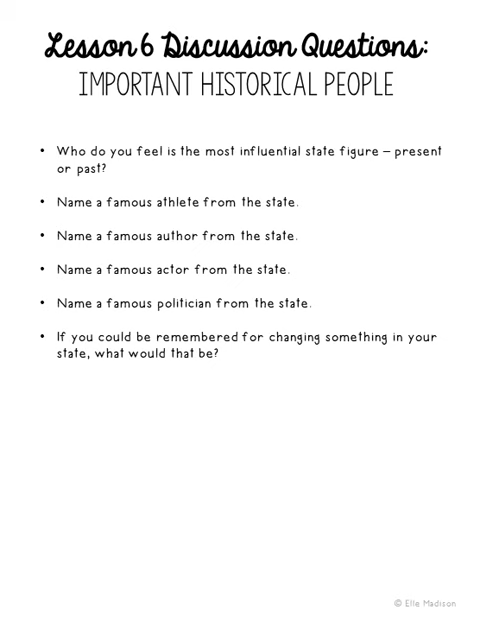 Lesson 6 Discussion Questions:
IMPORTANT HISTORICAL PEOPLE
• Who do you feel is the most influential state figure – present
or past?
• Name a famous athlete from the state.
• Name a famous author from the state.
• Name a famous actor from the state.
• Name a famous politician from the state.
• If you could be remembered for changing something in your
state, what would that be?
© Elle Madison